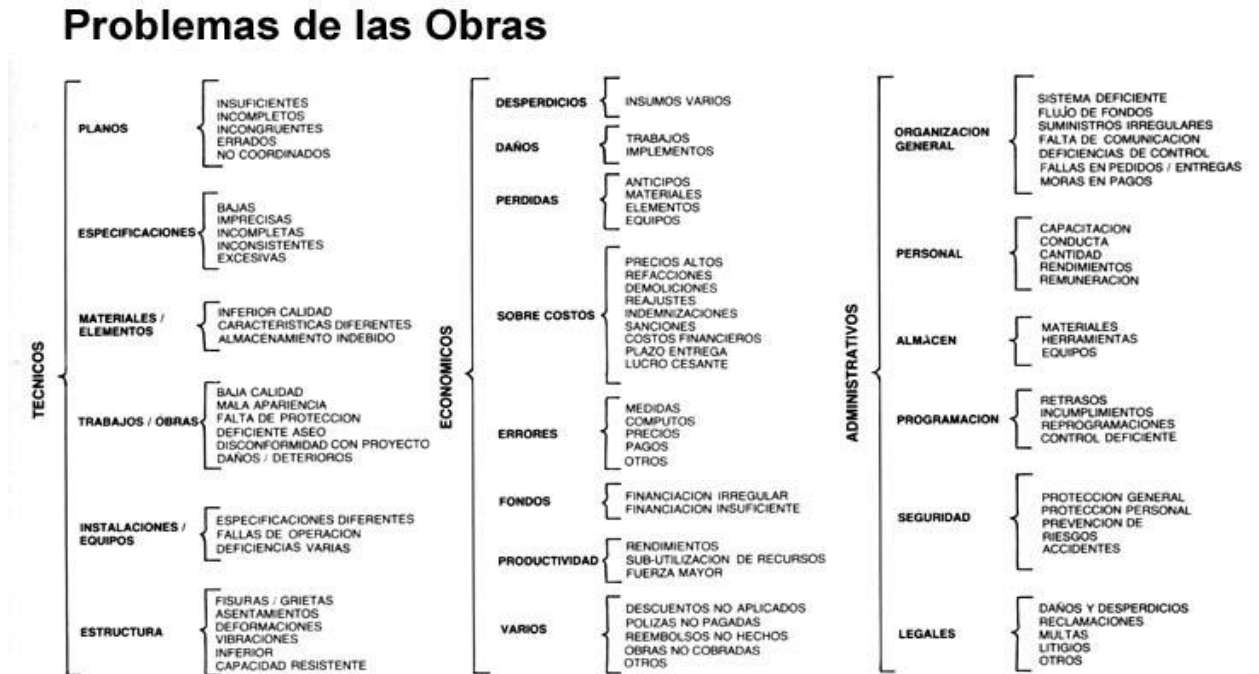 Problemas de las Obras
TECNICOS
PLANOS
INSUFICIENTES
INCOMPLETOS
INCONGRUENTES
ERRADOS
NO COORDINADOS
ESPECIFICACIONES
BAJAS
IMPRECISAS
INCOMPLETAS
INCONSISTENTES
EXCESIVAS
MATERIALES /
ELEMENTOS
INFERIOR CALIDAD
CARACTERISTICAS DIFERENTES
ALMACENAMIENTO INDEBIDO
TRABAJOS / OBRAS
BAJA CALIDAD
MALA APARIENCIA
FALTA DE PROTECCION
DEFICIENTE ASEO
DISCONFORMIDAD CON PROYECTO
DAÑOS / DETERIOROS
INSTALACIONES /
EQUIPOS
ESPECIFICACIONES DIFERENTES
FALLAS DE OPERACION
DEFICIENCIAS VARIAS
ESTRUCTURA
FISURAS / GRIETAS
ASENTAMIENTOS
DEFORMACIONES
VIBRACIONES
INFERIOR
CAPACIDAD RESISTENTE
ECONOMICOS
DESPERDICIOS
INSUMOS VARIOS
DAÑOS
TRABAJOS
IMPLEMENTOS
PERDIDAS
ANTICIPOS
MATERIALES
ELEMENTOS
EQUIPOS
SOBRE COSTOS
PRECIOS ALTOS
REFACCIONES
DEMOLICIONES
REAJUSTES
INDEMNIZACIONES
SANCIONES
COSTOS FINANCIEROS
PLAZO ENTREGA
LUCRO CESANTE
ERRORES
MEDIDAS
COMPUTOS
PRECIOS
PAGOS
OTROS
FONDOS
FINANCIACION IRREGULAR
FINANCIACION INSUFICIENTE
PRODUCTIVIDAD
RENDIMIENTOS
SUB-UTILIZACION DE RECURSOS
FUERZA MAYOR
VARIOS
DESCUENTOS NO APLICADOS
POLIZAS NO PAGADAS
REEMBOLSOS NO HECHOS
OBRAS NO COBRADAS
OTROS
ADMINISTRATIVOS
ORGANIZACION
GENERAL
SISTEMA DEFICIENTE
FLUJO DE FONDOS
SUMINISTROS IRREGULARES
FALTA DE COMUNICACION
DEFICIENCIAS DE CONTROL
FALLAS EN PEDIDOS / ENTREGAS
MORAS EN PAGOS
PERSONAL
CAPACITACION
CONDUCTA
CANTIDAD
RENDIMIENTOS
REMUNERACION
ALMACEN
MATERIALES
HERRAMIENTAS
EQUIPOS
PROGRAMACION
RETRASOS
INCUMPLIMIENTOS
REPROGRAMACIONES
CONTROL DEFICIENTE
SEGURIDAD
PROTECCION GENERAL
PROTECCION PERSONAL
PREVENCION DE
RIESGOS
ACCIDENTES
LEGALES
DAÑOS Y DESPERDICIOS
RECLAMACIONES
MULTAS
LITIGIOS
OTROS